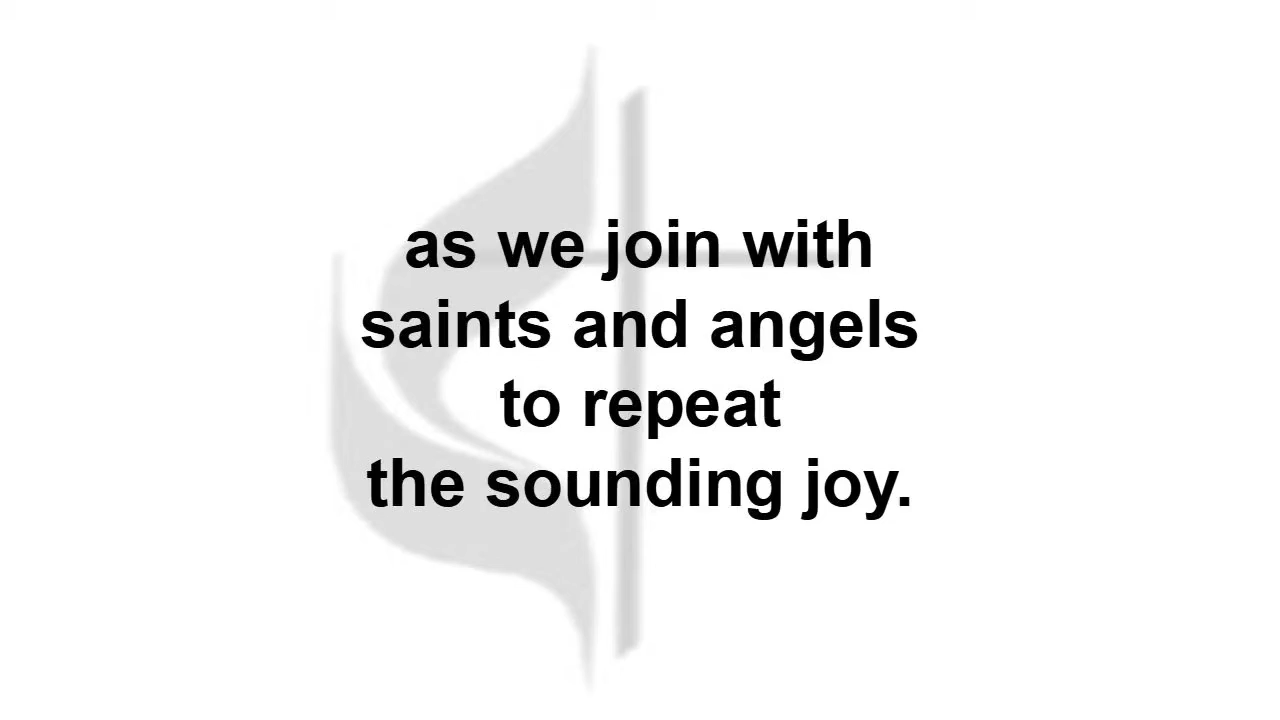 as we join with
saints and angels
to repeat
the sounding joy.